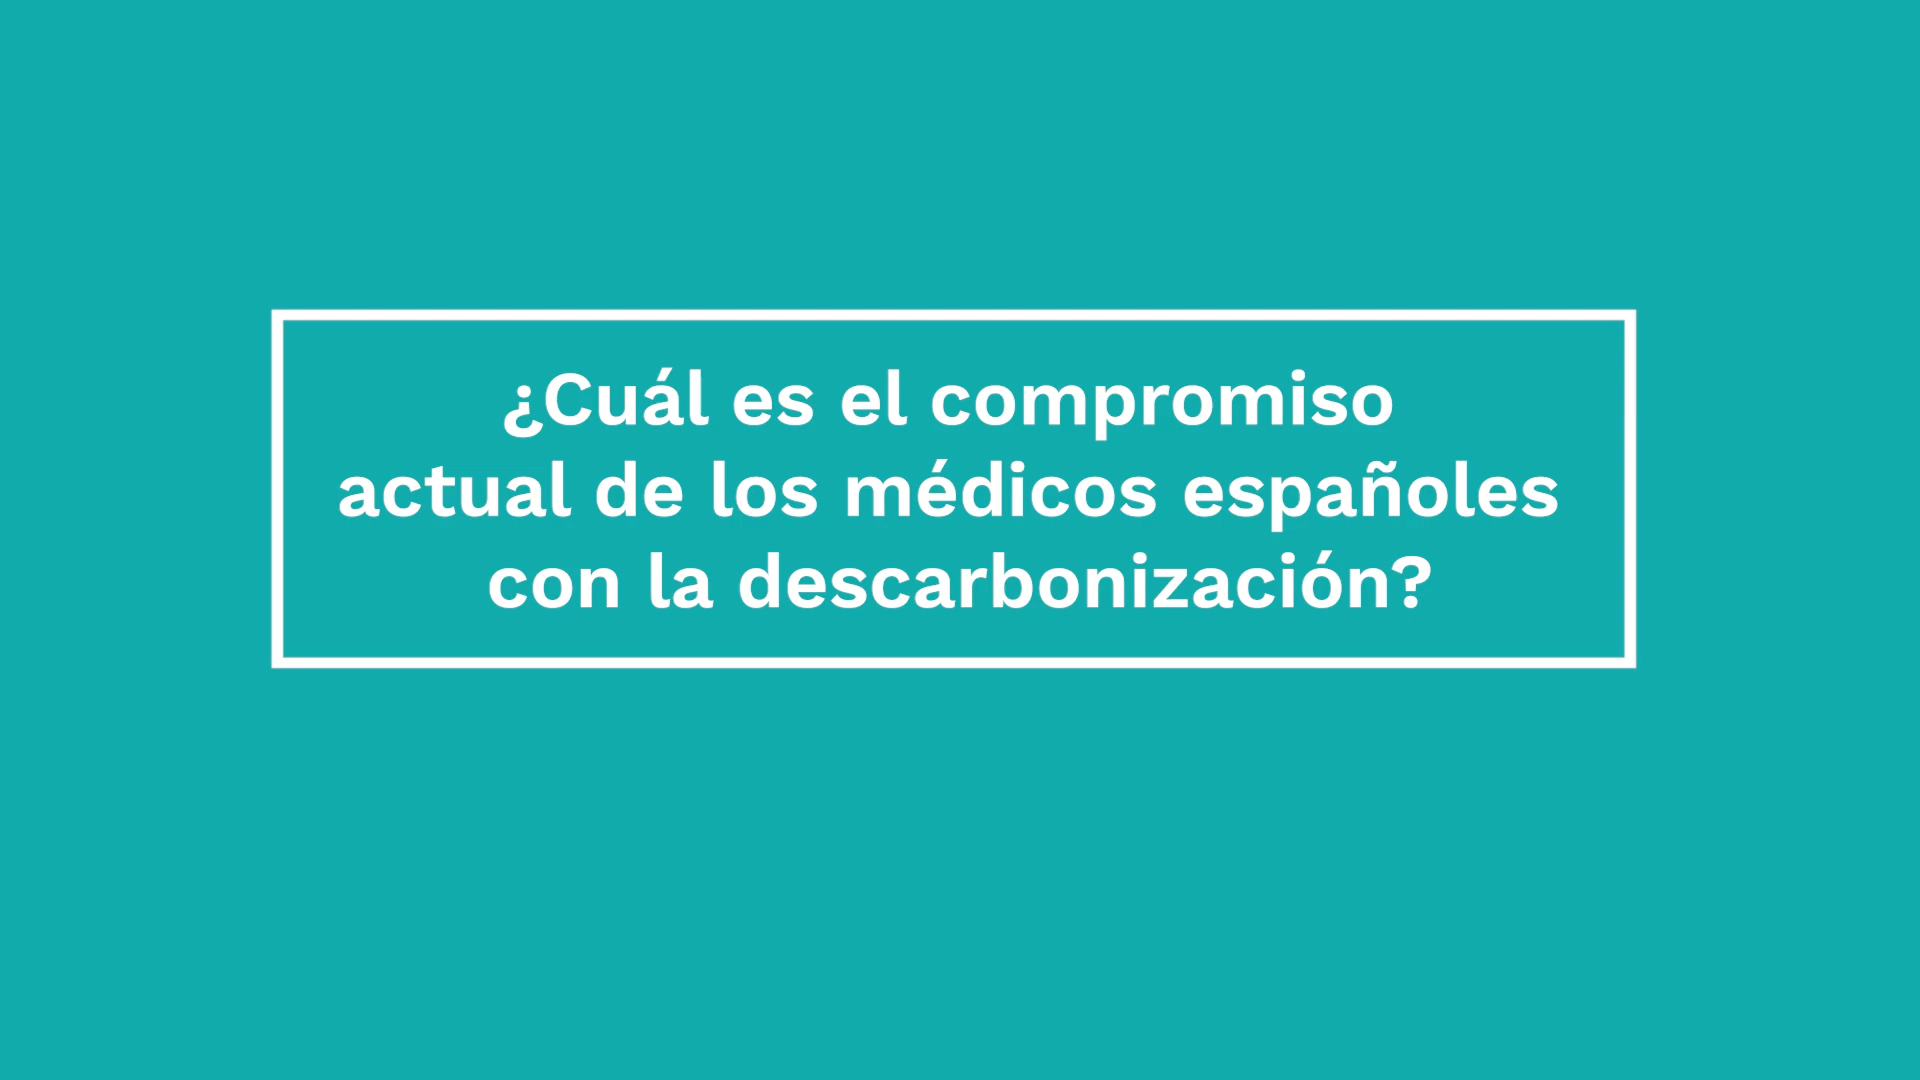 ¿Cuál es el compromiso
actual de los médicos españoles
con la descarbonización?